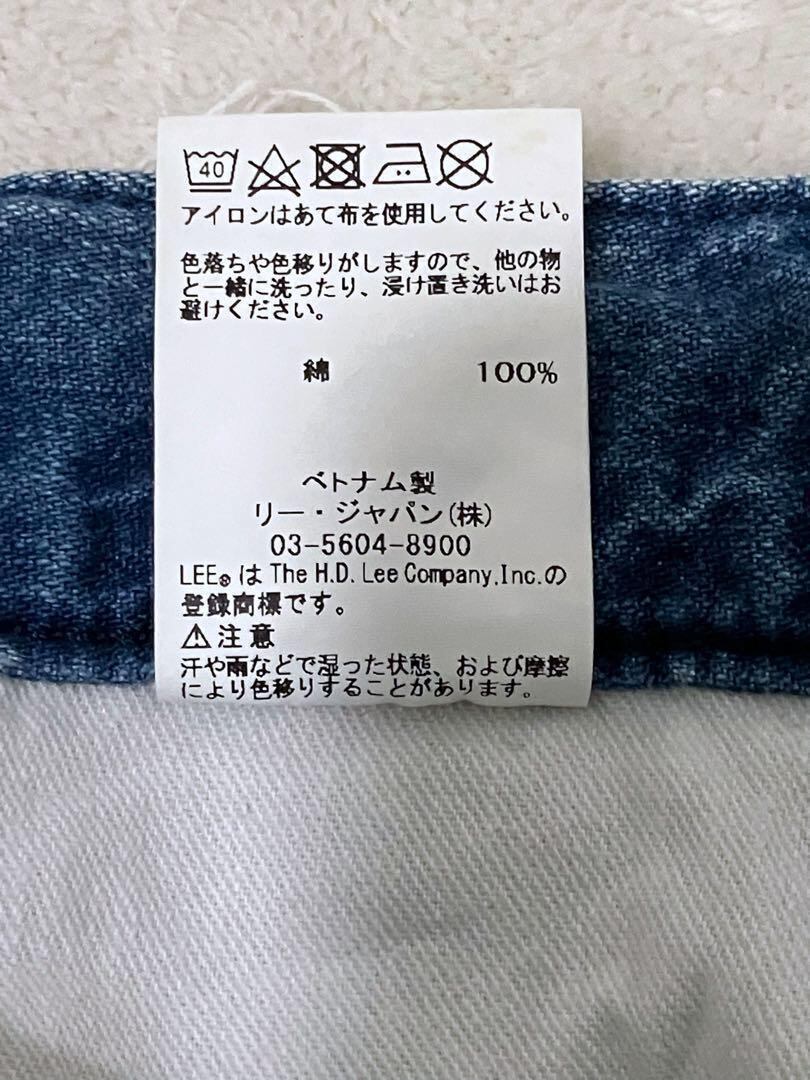 40
アイロンはあて布を使用してください。
色落ちや色移りがしますので、他の物
と一緒に洗ったり、浸け置き洗いはお
避けください。
綿 100%
ベトナム製
リー・ジャパン(株)
03-5604-8900
LEE® は The H.D. Lee Company,Inc.の
登録商標です。
⚠注意
汗や雨などで湿った状態、および摩擦
により色移りすることがあります。